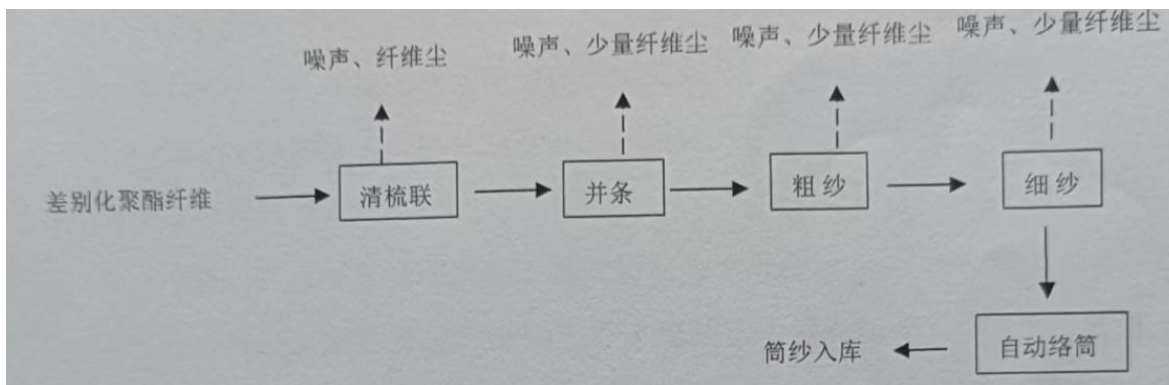 噪声、纤维尘
噪声、少量纤维尘
噪声、少量纤维尘
噪声、少量纤维尘
差别化聚酯纤维
清梳联
并条
粗纱
细纱
自动络筒
筒纱入库